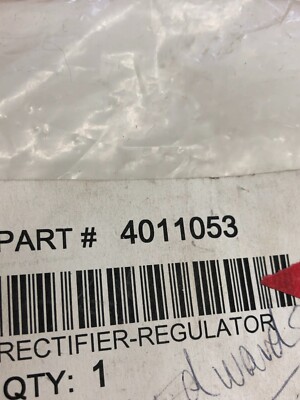 PART # 4011053
RECTIFIER-REGULATOR
QTY: 1